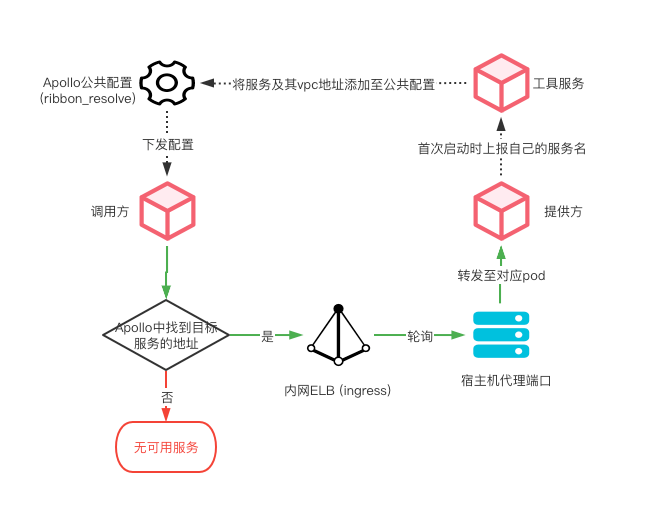 Apollo公共配置
(ribbon_resolve)
将服务及其vpc地址添加至公共配置
工具服务
下发配置
首次启动时上报自己的服务名
调用方
提供方
转发至对应pod
Apollo中找到目标
服务的地址
是
轮询
宿主机代理端口
内网ELB (ingress)
否
无可用服务